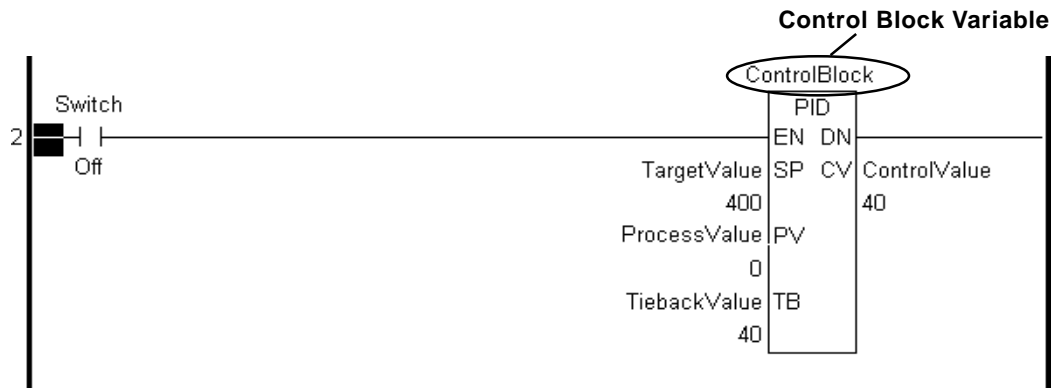 Control Block Variable
ControlBlock
Switch
PID
2
EN DN
Off
TargetValue SP CV ControlValue
400 40
ProcessValue PV
0
TiebackValue TB
40